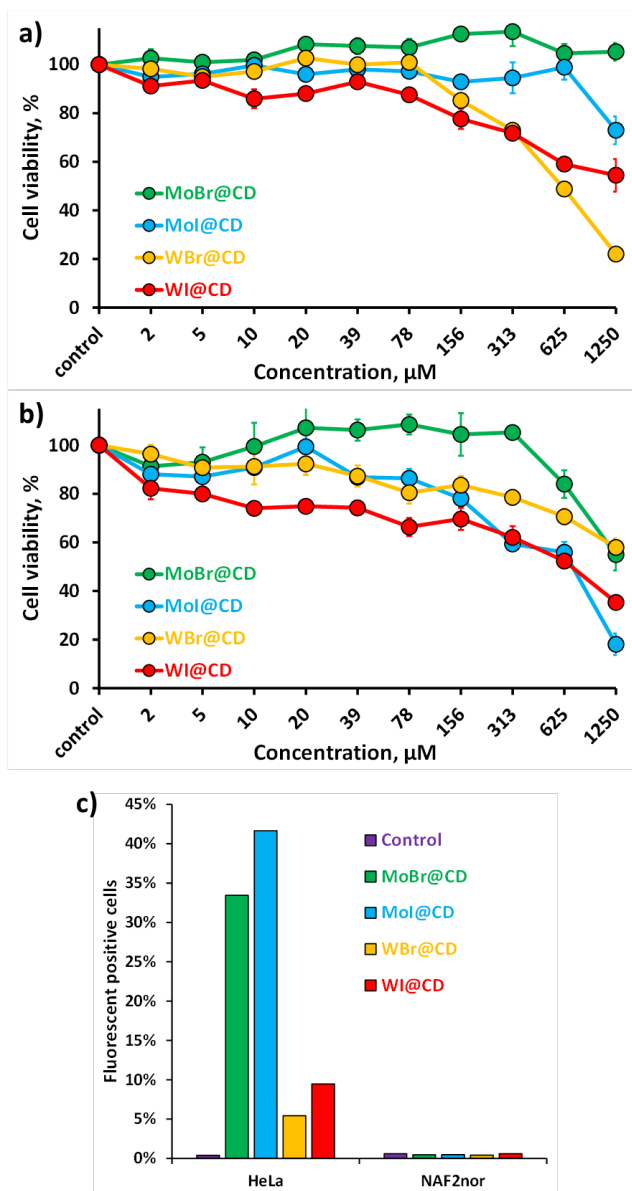 a)
Cell viability, %
100
80
60
40
20
0
MoBr@CD
MoI@CD
WBr@CD
WI@CD
control
2
5
10
20
39
78
156
313
625
1250
Concentration, µM
b)
Cell viability, %
100
80
60
40
20
0
MoBr@CD
MoI@CD
WBr@CD
WI@CD
control
2
5
10
20
39
78
156
313
625
1250
Concentration, µM
c)
Fluorescent positive cells
45%
40%
35%
30%
25%
20%
15%
10%
5%
0%
Control
MoBr@CD
MoI@CD
WBr@CD
WI@CD
HeLa
NAF2nor